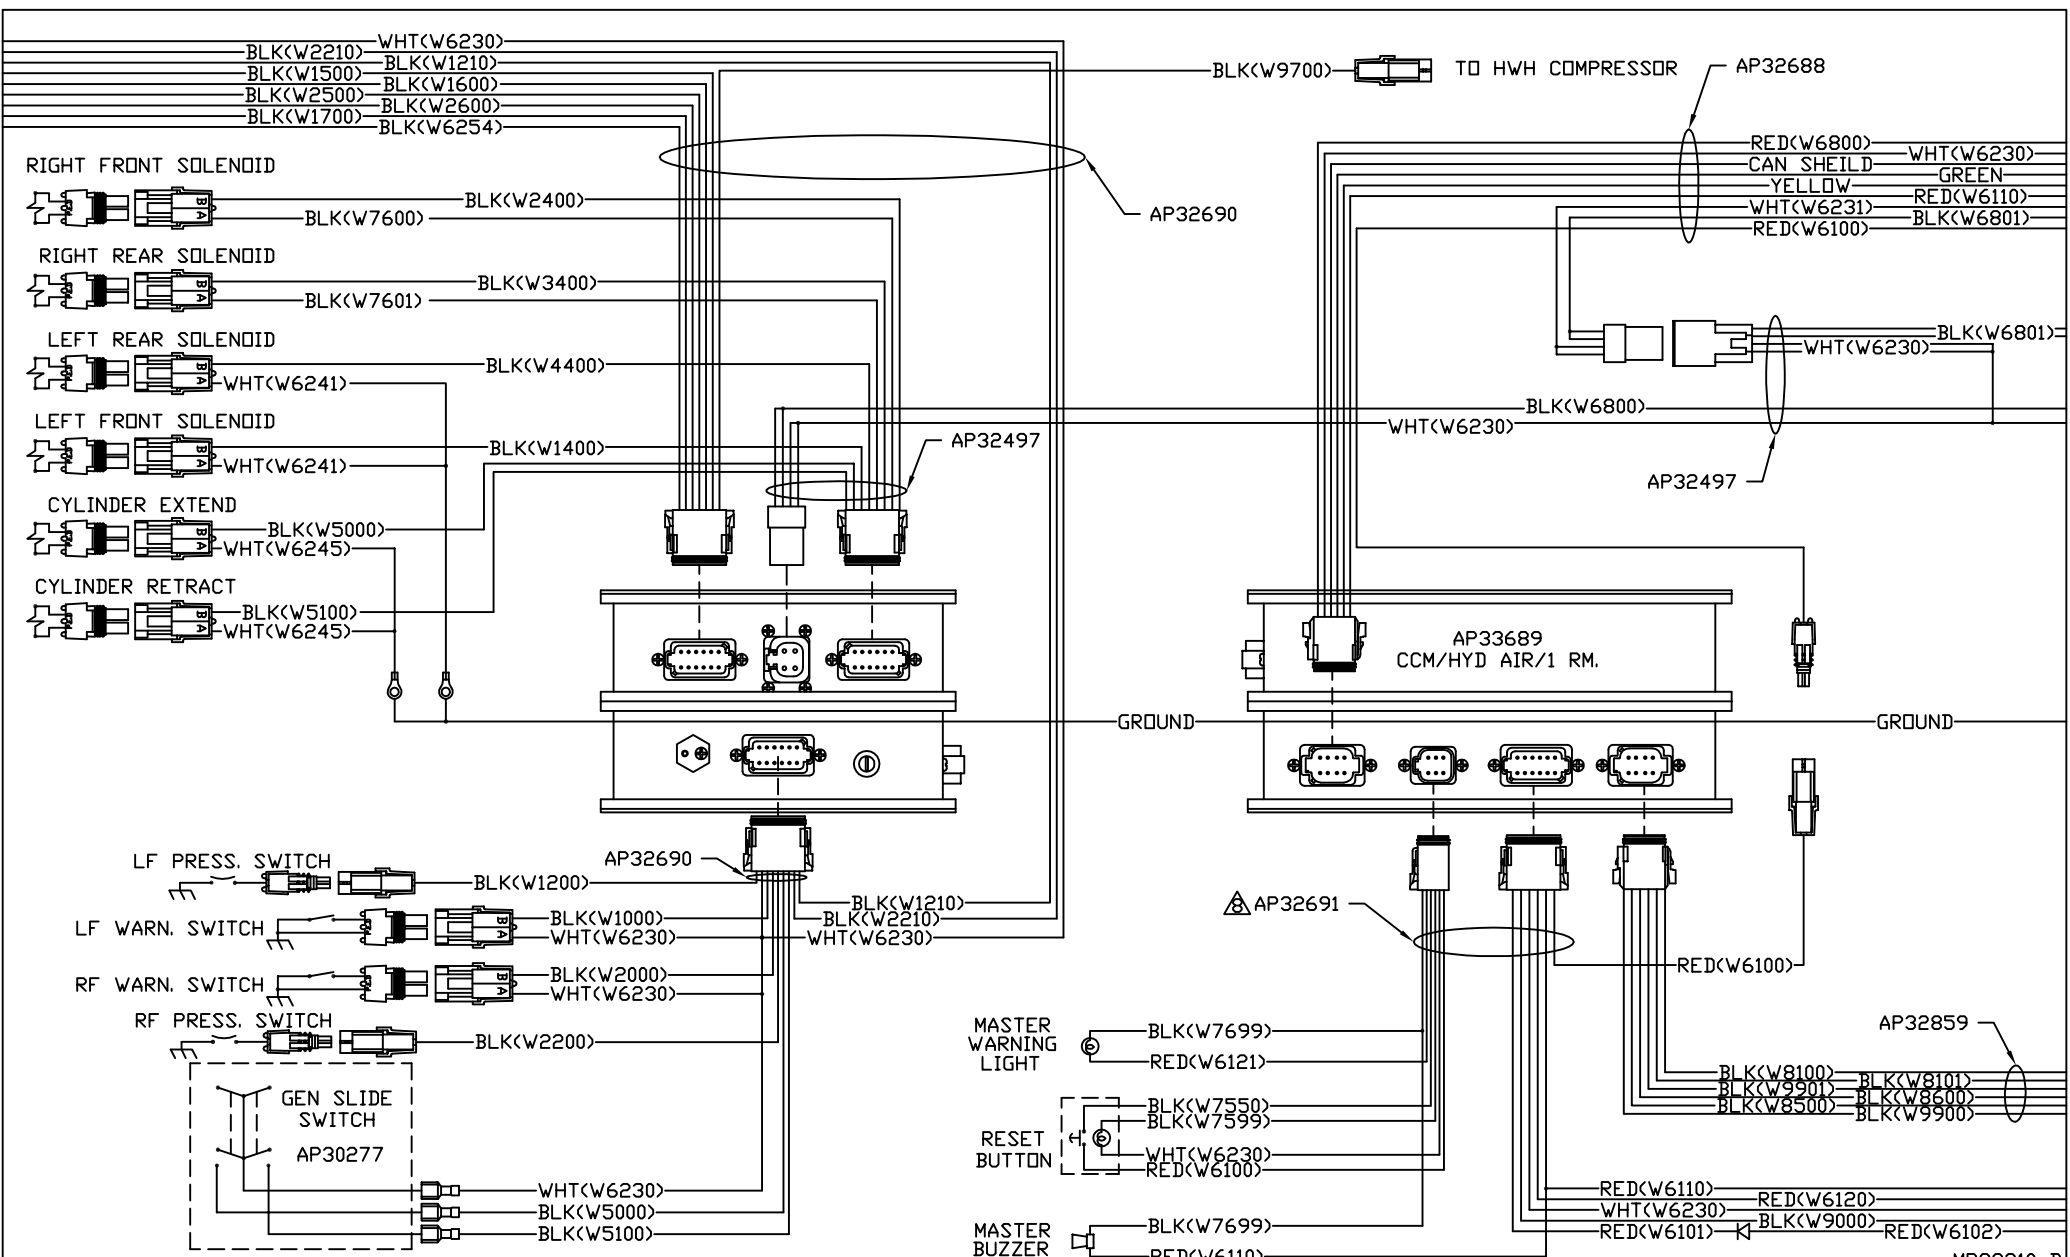 WHT(W6230)
BLK(W2210)
BLK(W1210)
BLK(W1500)
BLK(W1600)
BLK(W2500)
BLK(W2600)
BLK(W1700)
BLK(W6254)
BLK(W9700)
TO HWH COMPRESSOR
AP32688
RED(W6800)
WHT(W6230)
CAN SHEILD
GREEN
YELLOW
RED(W6110)
WHT(W6231)
BLK(W6801)
RED(W6100)
AP32690
RIGHT FRONT SOLENOID
B
A
BLK(W2400)
BLK(W7600)
RIGHT REAR SOLENOID
B
A
BLK(W3400)
BLK(W7601)
LEFT REAR SOLENOID
B
A
BLK(W4400)
WHT(W6241)
LEFT FRONT SOLENOID
B
A
BLK(W1400)
WHT(W6241)
CYLINDER EXTEND
B
A
BLK(W5000)
WHT(W6245)
CYLINDER RETRACT
B
A
BLK(W5100)
WHT(W6245)
AP32497
BLK(W6801)
WHT(W6230)
BLK(W6800)
WHT(W6230)
AP32497
AP33689
CCM/HYD AIR/1 RM.
GROUND
GROUND
AP32690
LF PRESS. SWITCH
BLK(W1200)
LF WARN. SWITCH
B
A
BLK(W1000)
WHT(W6230)
BLK(W1210)
BLK(W2210)
WHT(W6230)
RF WARN. SWITCH
B
A
BLK(W2000)
WHT(W6230)
RF PRESS. SWITCH
BLK(W2200)
GEN SLIDE
SWITCH
AP30277
WHT(W6230)
BLK(W5000)
BLK(W5100)
8
AP32691
RED(W6100)
MASTER
WARNING
LIGHT
BLK(W7699)
RED(W6121)
RESET
BUTTON
BLK(W7550)
BLK(W7599)
WHT(W6230)
RED(W6100)
MASTER
BUZZER
BLK(W7699)
RED(W6110)
AP32859
BLK(W8100)
BLK(W8101)
BLK(W9901)
BLK(W8600)
BLK(W8500)
BLK(W9900)
RED(W6110)
RED(W6120)
WHT(W6230)
BLK(W9000)
RED(W6101)
RED(W6102)